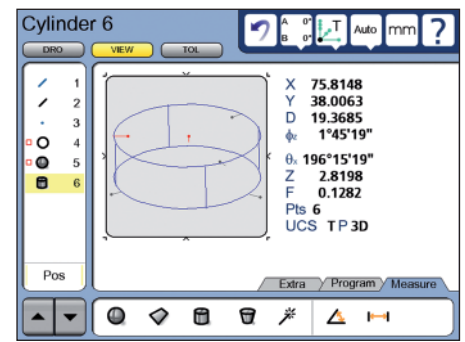 Cylinder 6
A 0° B 0° T Auto mm ?
DRO VIEW TOL
1
2
3
4
5
6
Pos
X 75.8148
Y 38.0063
D 19.3685
ϕz 1°45'19"
θx 196°15'19"
Z 2.8198
F 0.1282
Pts 6
UCS T P 3D
Extra Program Measure